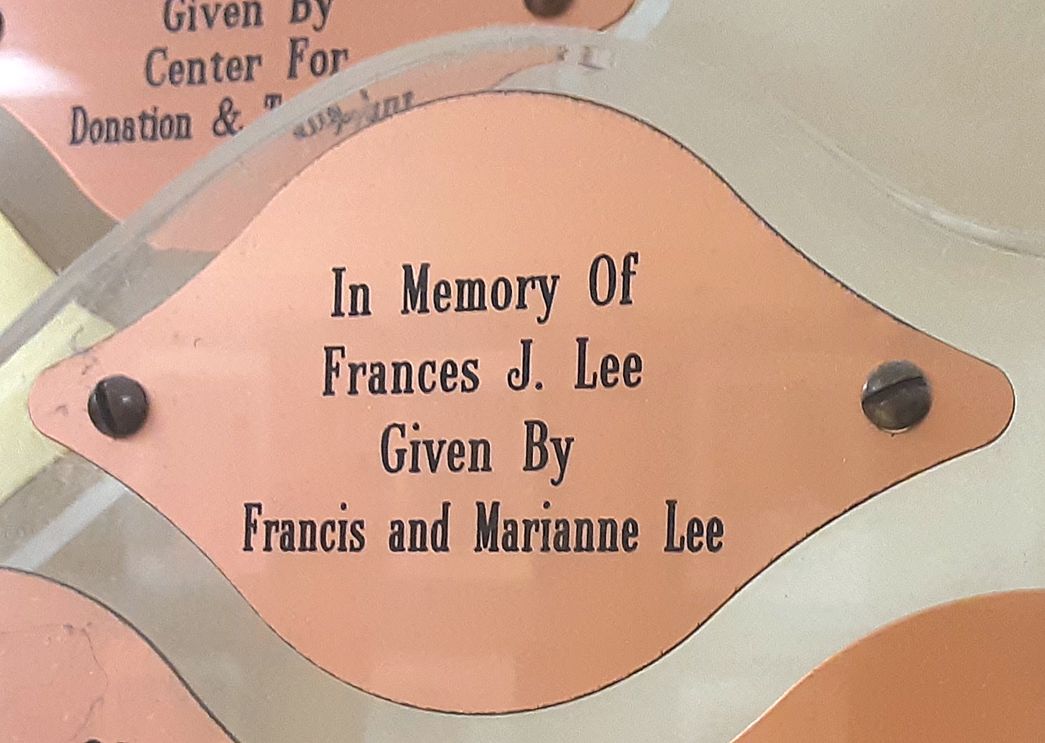 Given By
Center For
Donation &
In Memory Of
Frances J. Lee
Given By
Francis and Marianne Lee